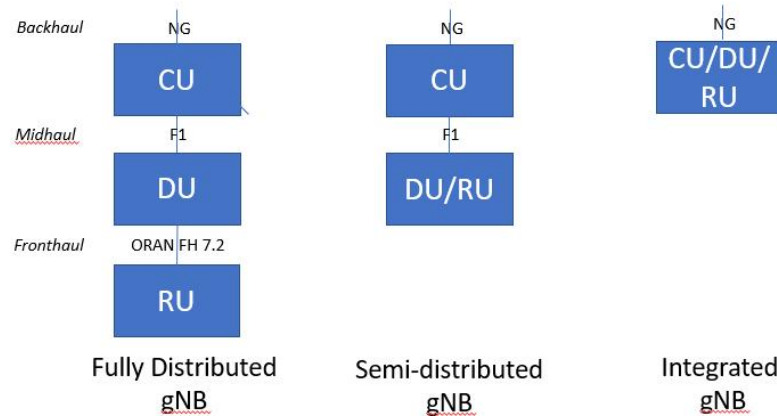 Backhaul NG NG NG
CU CU CU/DU/
RU
Midhaul F1 F1
DU DU/RU
Fronthaul ORAN FH 7.2
RU
Fully Distributed Semi-distributed Integrated
gNB gNB gNB